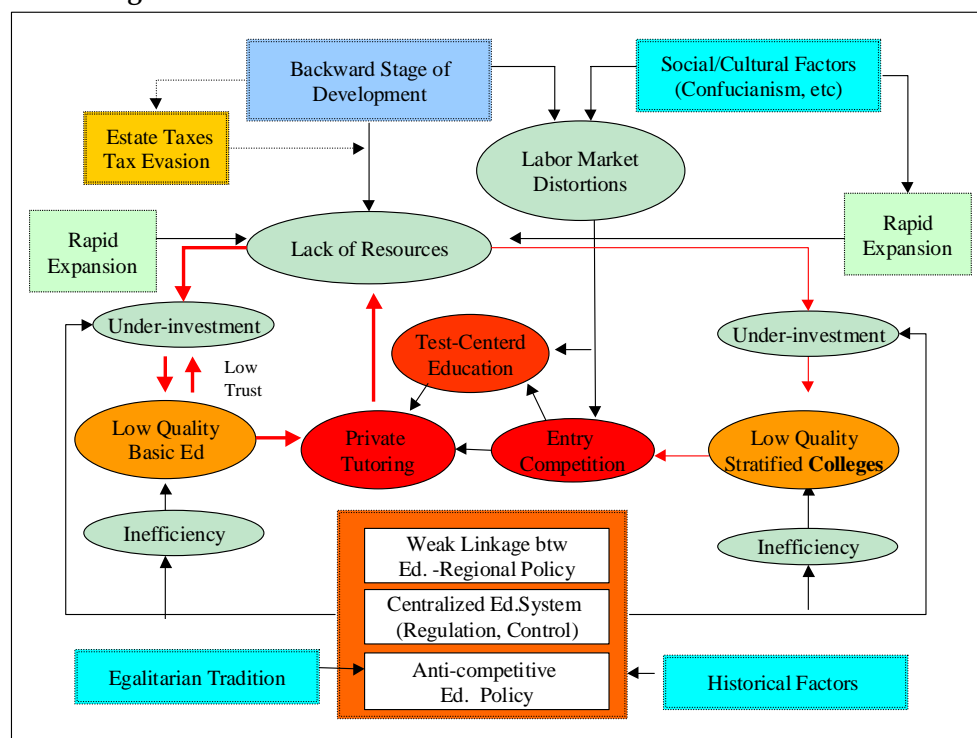 Backward Stage of
Development
Social/Cultural Factors
(Confucianism, etc)
Estate Taxes
Tax Evasion
Labor Market
Distortions
Rapid
Expansion
Lack of Resources
Rapid
Expansion
Under-investment
Test-Centerd
Education
Under-investment
Low
Trust
Low Quality
Basic Ed
Private
Tutoring
Entry
Competition
Low Quality
Stratified Colleges
Inefficiency
Weak Linkage btw
Ed. -Regional Policy
Inefficiency
Centralized Ed.System
(Regulation, Control)
Egalitarian Tradition
Anti-competitive
Ed. Policy
Historical Factors